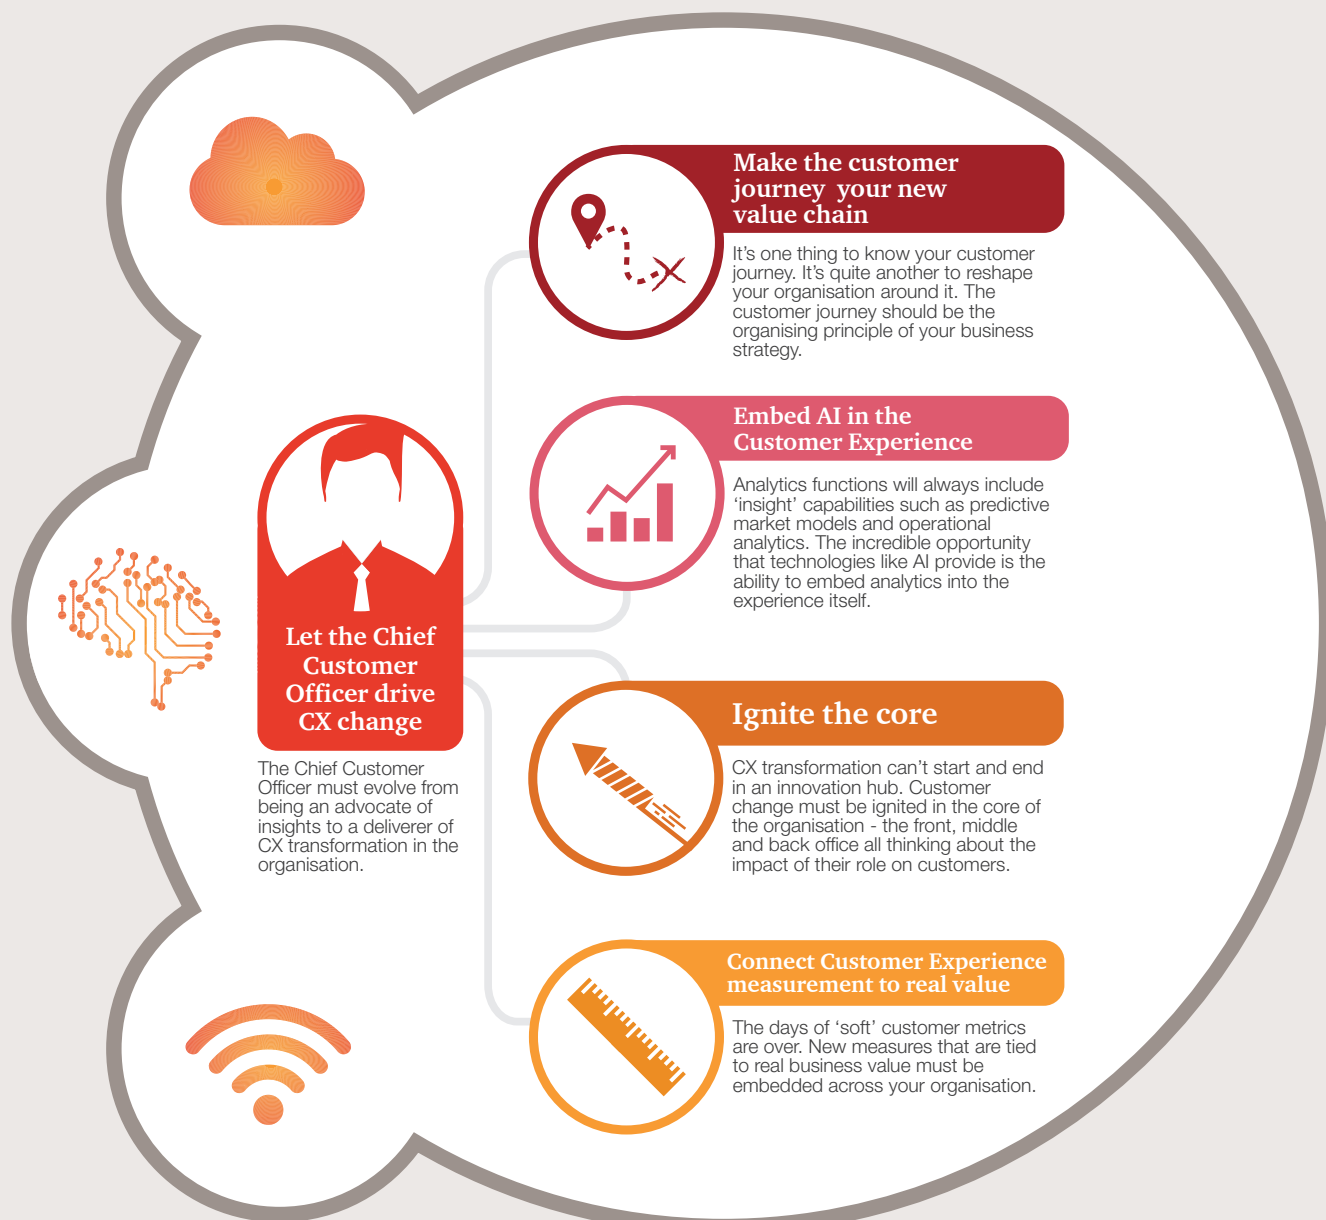 Make the customer
journey  your new
value chain
It's one thing to know your customer
journey. It's quite another to reshape
your organisation around it. The
customer journey should be the
organising principle of your business
strategy.
Embed AI in the
Customer Experience
Analytics functions will always include
‘insight’ capabilities such as predictive
market models and operational
analytics. The incredible opportunity
that technologies like AI provide is the
ability to embed analytics into the
experience itself.
Let the Chief
Customer
Officer drive
CX change
The Chief Customer
Officer must evolve from
being an advocate of
insights to a deliverer of
CX transformation in the
organisation.
Ignite the core
CX transformation can’t start and end
in an innovation hub. Customer
change must be ignited in the core of
the organisation - the front, middle
and back office all thinking about the
impact of their role on customers.
Connect Customer Experience
measurement to real value
The days of ‘soft’ customer metrics
are over. New measures that are tied
to real business value must be
embedded across your organisation.